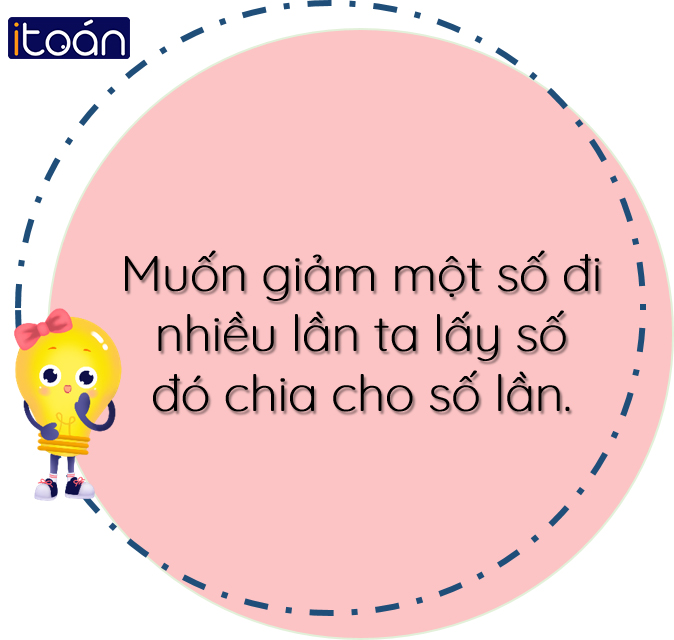 itoán
Muốn giảm một số đi
nhiều lần ta lấy số
đó chia cho số lần.